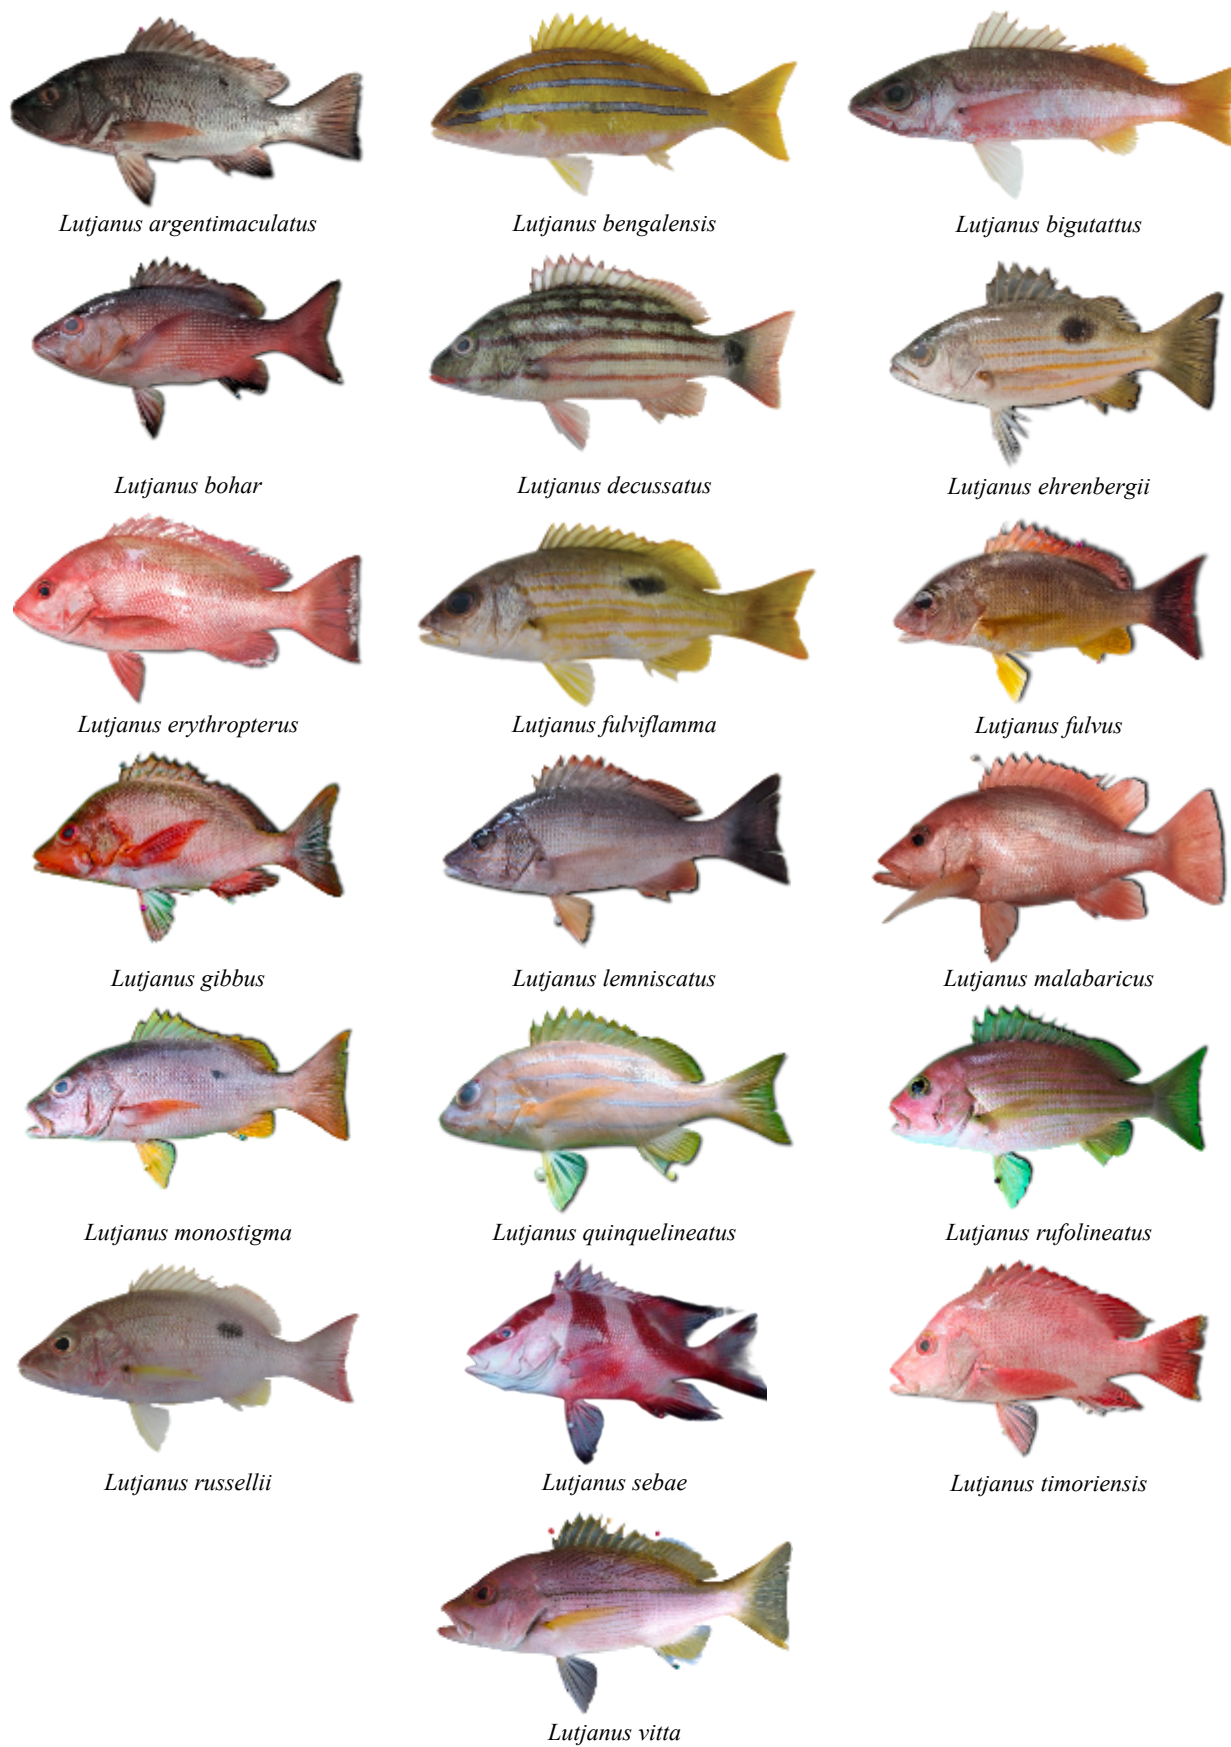 Lutjanus argentimaculatus
Lutjanus bengalensis
Lutjanus bigutattus
Lutjanus bohar
Lutjanus decussatus
Lutjanus ehrenbergii
Lutjanus erythropterus
Lutjanus fulviflamma
Lutjanus fulvus
Lutjanus gibbus
Lutjanus lemniscatus
Lutjanus malabaricus
Lutjanus monostigma
Lutjanus quinquelineatus
Lutjanus rufolineatus
Lutjanus russellii
Lutjanus sebae
Lutjanus timoriensis
Lutjanus vitta